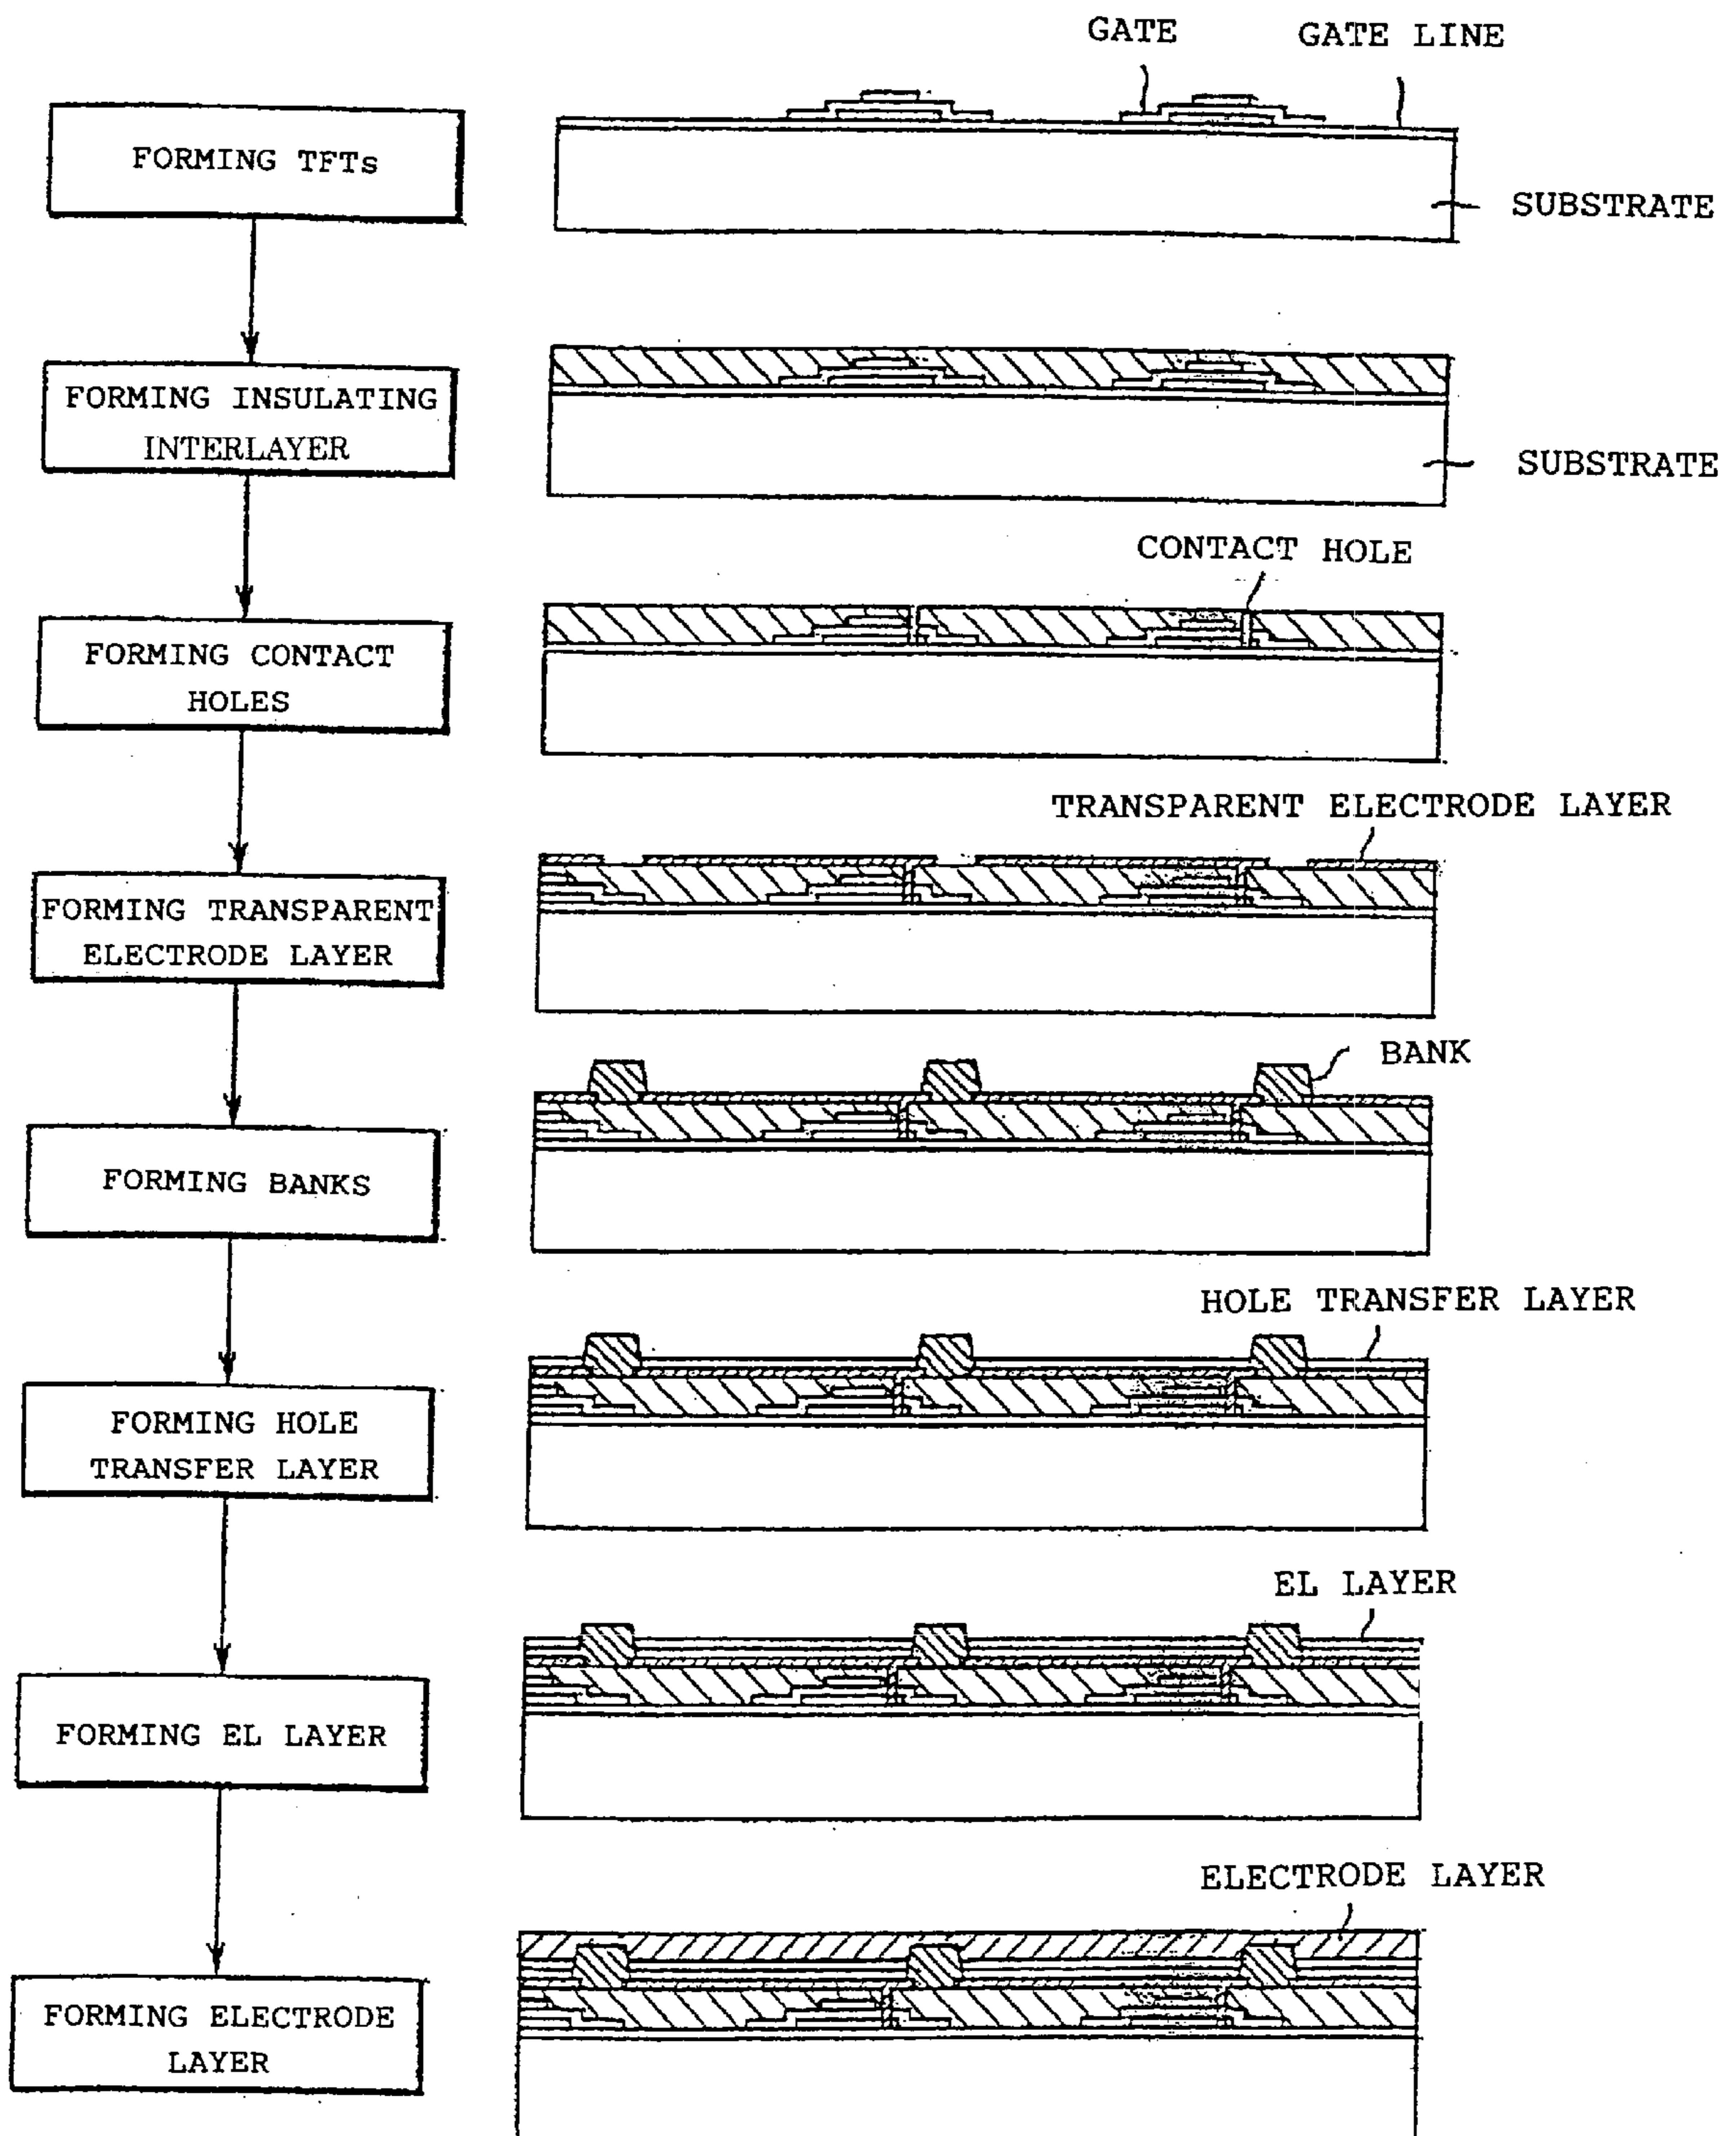 GATE
GATE LINE
FORMING TFTs
SUBSTRATE
FORMING INSULATING
INTERLAYER
SUBSTRATE
CONTACT HOLE
FORMING CONTACT
HOLES
TRANSPARENT ELECTRODE LAYER
FORMING TRANSPARENT
ELECTRODE LAYER
BANK
FORMING BANKS
HOLE TRANSFER LAYER
FORMING HOLE
TRANSFER LAYER
EL LAYER
FORMING EL LAYER
ELECTRODE LAYER
FORMING ELECTRODE
LAYER